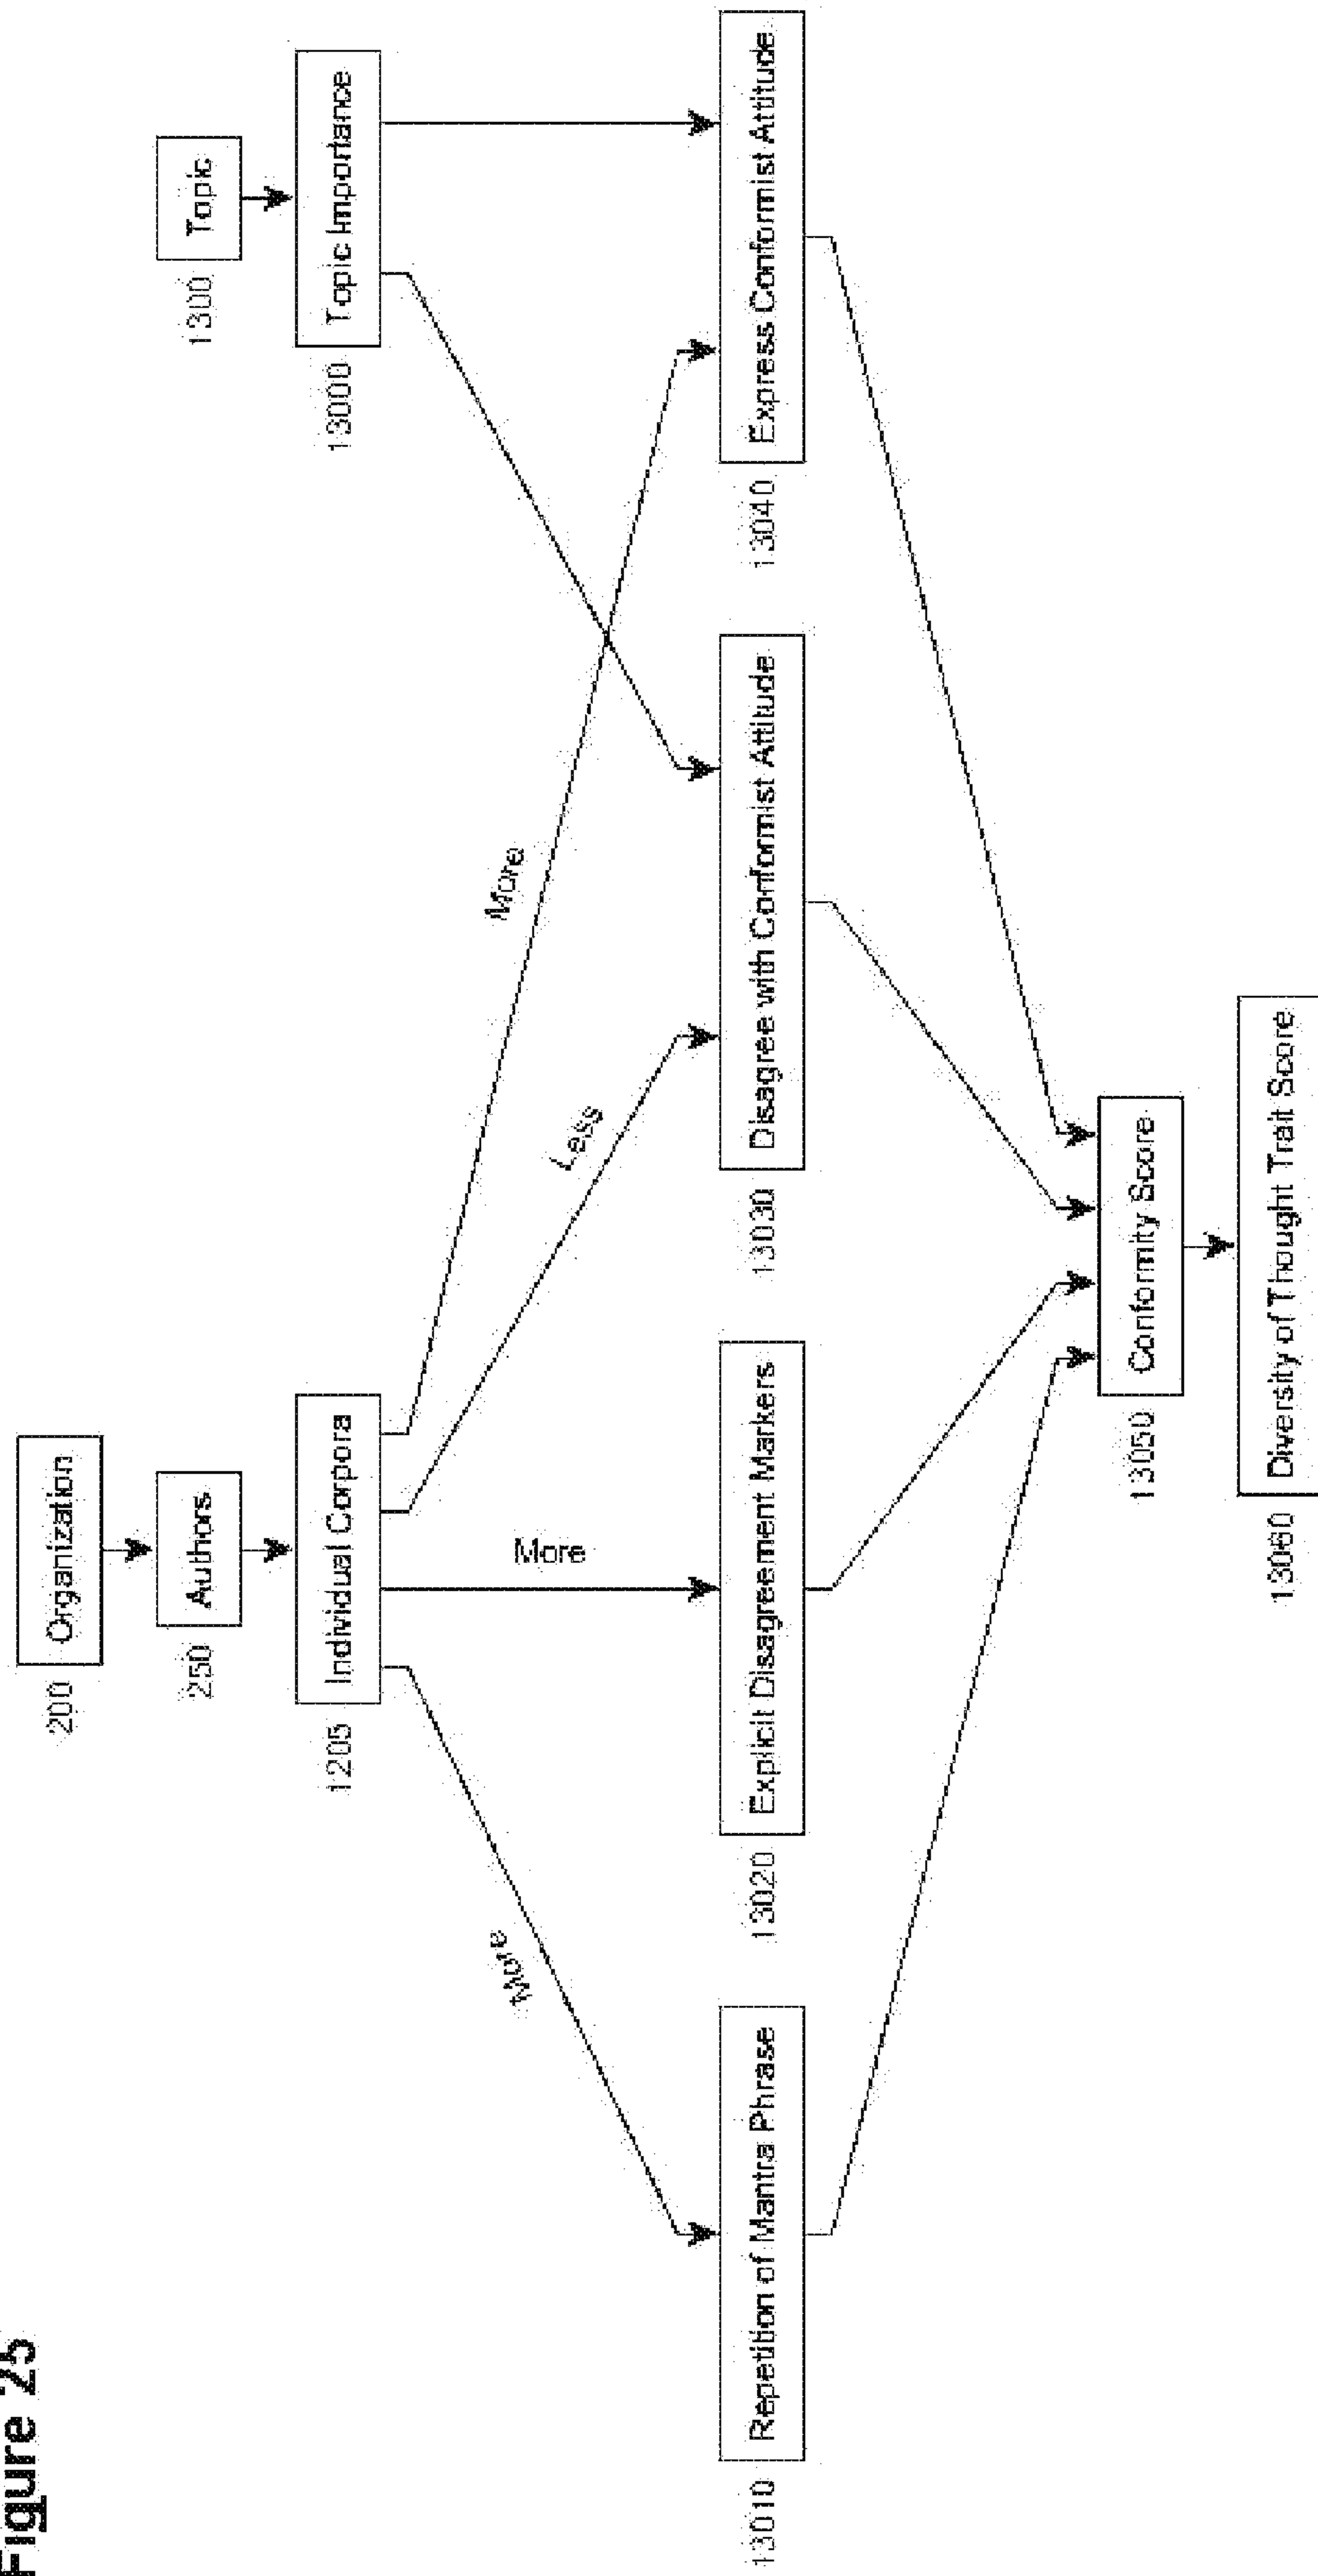 Figure 25
200 Organization
250 Authors
1300 Topic
1205 Individual Corpora
13000 Topic Importance
More
More
Less
More
13010 Repetition of Mantra Phrase
13020 Explicit Disagreement Markers
13030 Disagree with Conformist Attitude
13040 Express Conformist Attitude
13050 Conformity Score
13060 Diversity of Thought Trait Score